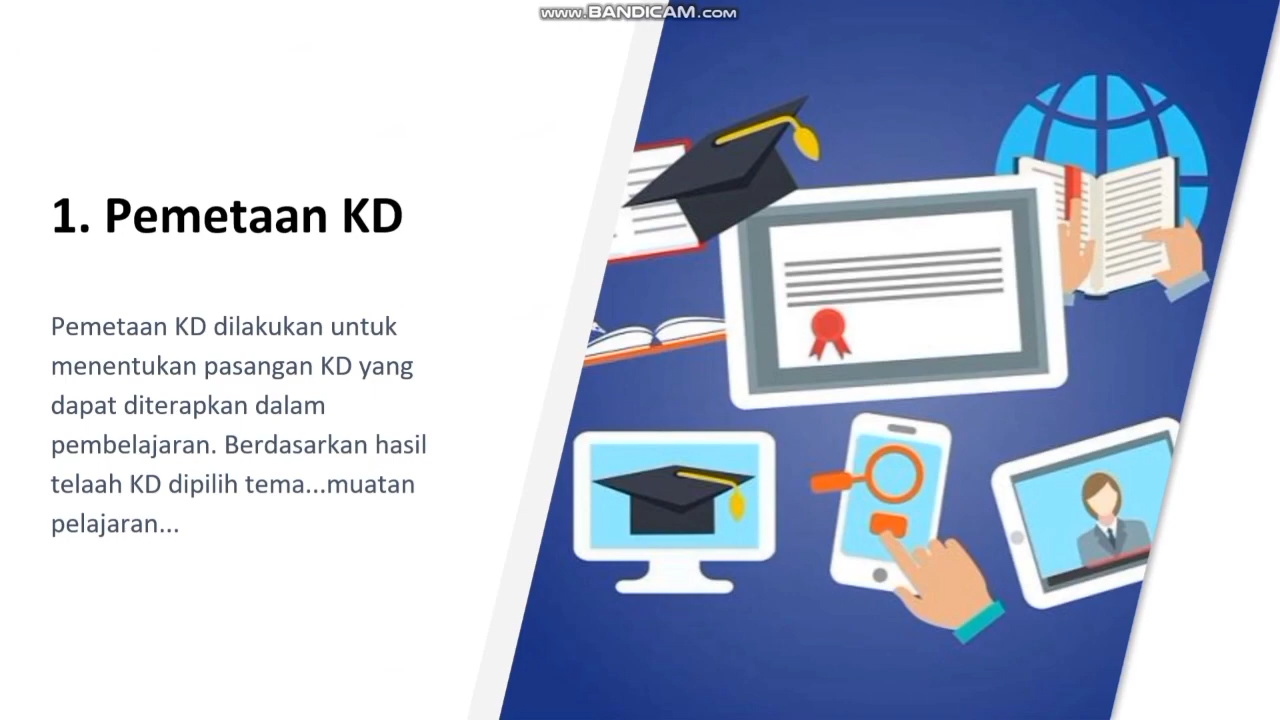 www.BANDICAM.com
1. Pemetaan KD
Pemetaan KD dilakukan untuk
menentukan pasangan KD yang
dapat diterapkan dalam
pembelajaran. Berdasarkan hasil
telaah KD dipilih tema...muatan
pelajaran...